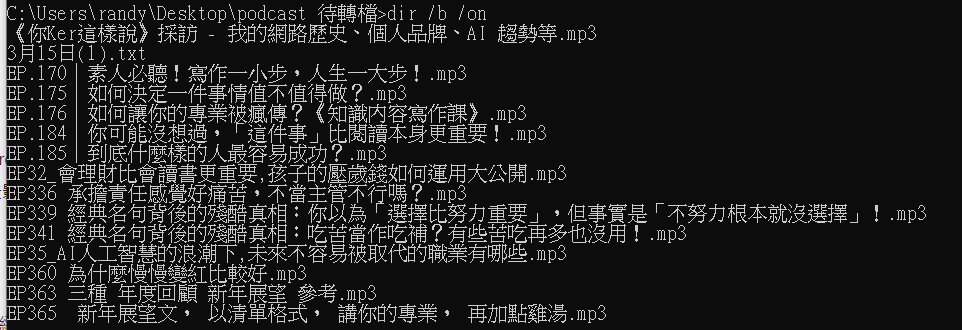 C:\Users\randy\Desktop\podcast 待轉檔>dir /b /on
《你Ker這樣說》採訪 - 我的網路歷史、個人品牌、AI 趨勢等.mp3
3月15日(1).txt
EP.170｜素人必聽！寫作一小步，人生一大步！.mp3
EP.175｜如何決定一件事情值不值得做？.mp3
EP.176｜如何讓你的專業被瘋傳？《知識內容寫作課》.mp3
EP.184｜你可能沒想過，「這件事」比閱讀本身更重要！.mp3
EP.185｜到底什麼樣的人最容易成功？.mp3
EP32_會理財比會讀書更重要,孩子的壓歲錢如何運用大公開.mp3
EP336 承擔責任感覺好痛苦，不當主管不行嗎？.mp3
EP339 經典名句背後的殘酷真相：你以為「選擇比努力重要」，但事實是「不努力根本就沒選擇」！.mp3
EP341 經典名句背後的殘酷真相：吃苦當作吃補？有些苦吃再多也沒用！.mp3
EP35_AI人工智慧的浪潮下,未來不容易被取代的職業有哪些.mp3
EP360 為什麼慢慢變紅比較好.mp3
EP363 三種 年度回顧 新年展望 參考.mp3
EP365  新年展望文， 以清單格式， 講你的專業， 再加點雞湯.mp3